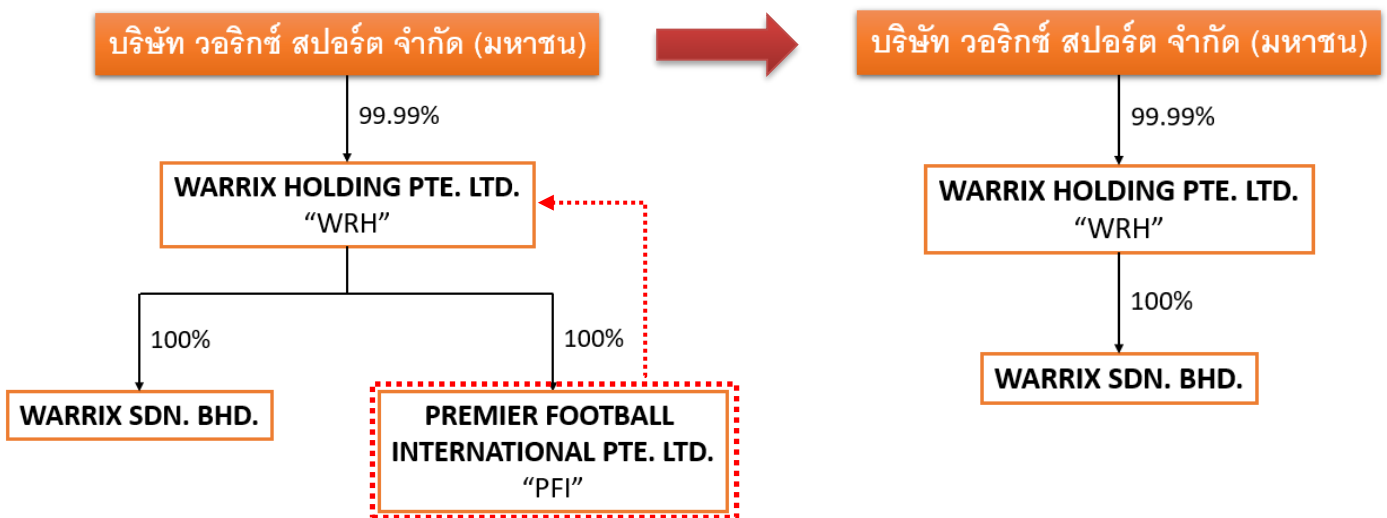 บริษัท วอริกซ์ สปอร์ต จำกัด (มหาชน)
99.99%
WARRIX HOLDING PTE. LTD.
“WRH”
100%
100%
WARRIX SDN. BHD.
PREMIER FOOTBALL
INTERNATIONAL PTE. LTD.
“PFI”
บริษัท วอริกซ์ สปอร์ต จำกัด (มหาชน)
99.99%
WARRIX HOLDING PTE. LTD.
“WRH”
100%
WARRIX SDN. BHD.